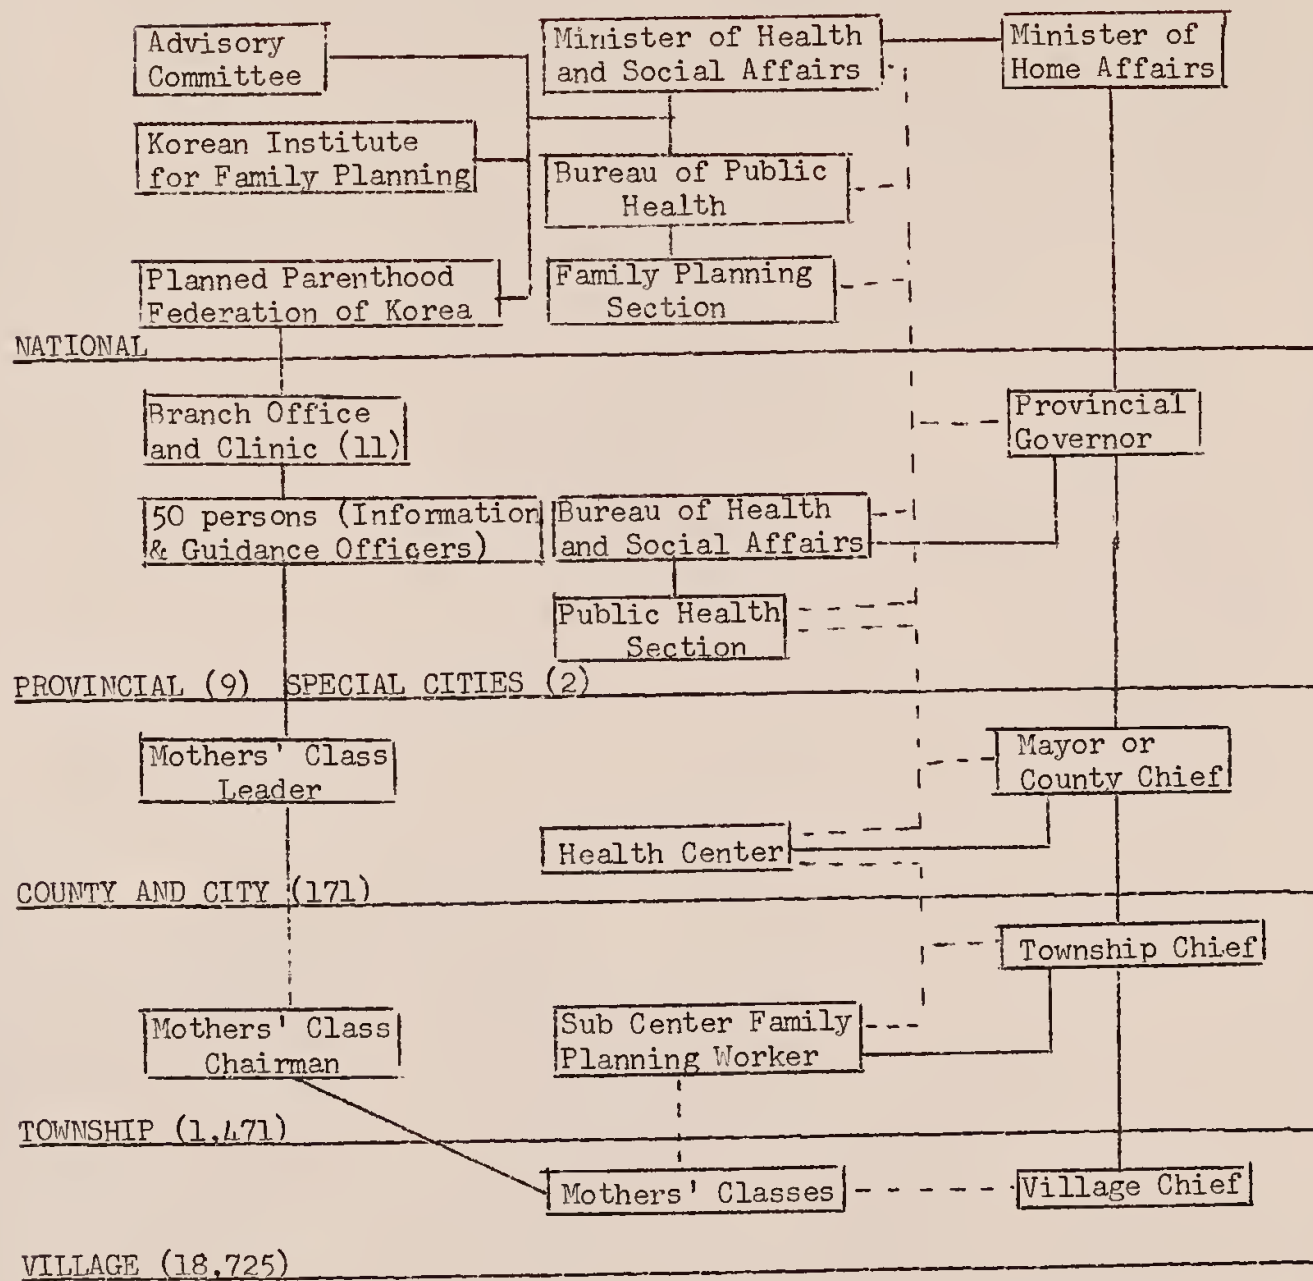 Advisory
Committee
Minister of Health
and Social Affairs
Minister of
Home Affairs
Korean Institute
for Family Planning
Bureau of Public
Health
Planned Parenthood
Federation of Korea
Family Planning
Section
NATIONAL
Branch Office
and Clinic (11)
Provincial
Governor
50 persons (Information
& Guidance Officers)
Bureau of Health
and Social Affairs
Public Health
Section
PROVINCIAL (9) SPECIAL CITIES (2)
Mothers' Class
Leader
Mayor or
County Chief
Health Center
COUNTY AND CITY (171)
Township Chief
Mothers' Class
Chairman
Sub Center Family
Planning Worker
TOWNSHIP (1,471)
Mothers' Classes
Village Chief
VILLAGE (18,725)